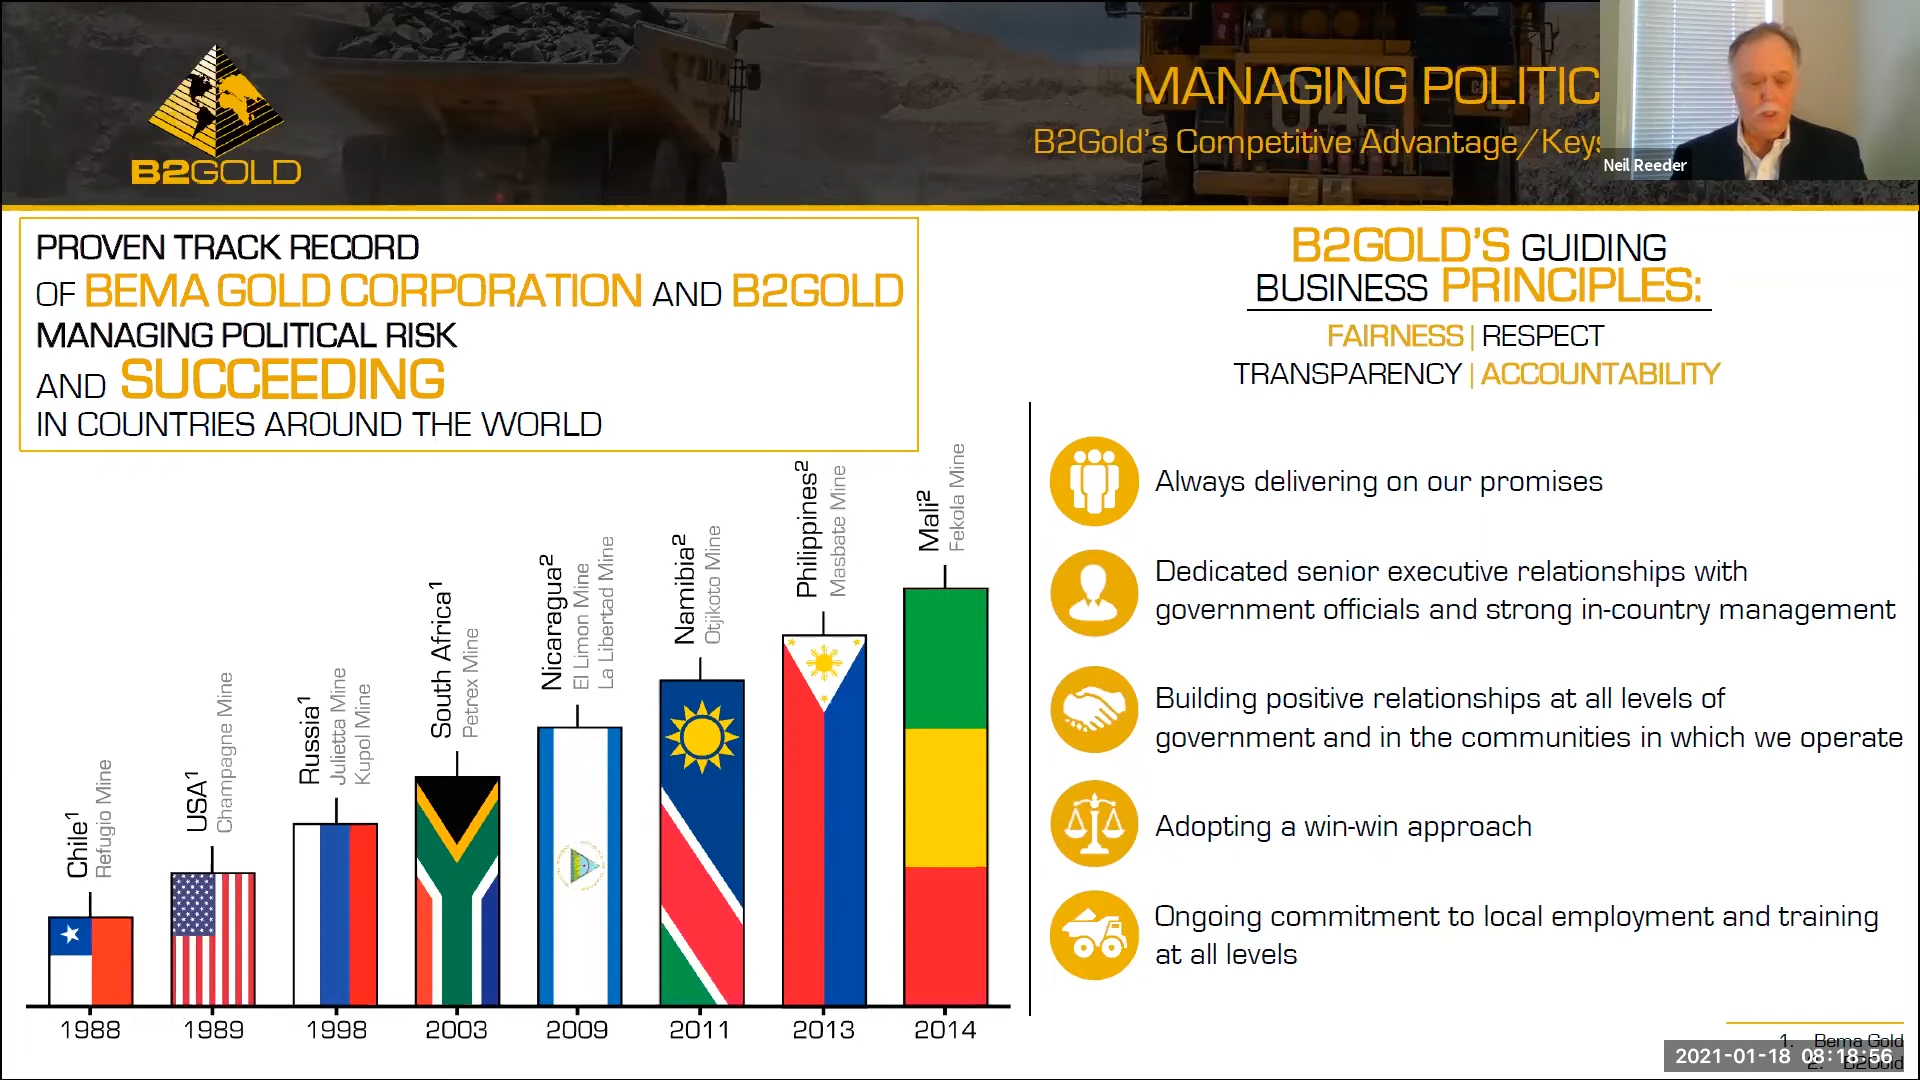 B2GOLD
MANAGING POLITIC
B2Gold's Competitive Advantage/Keys
Neil Reeder
PROVEN TRACK RECORD
OF BEMA GOLD CORPORATION AND B2GOLD
MANAGING POLITICAL RISK
AND SUCCEEDING
IN COUNTRIES AROUND THE WORLD
Chile¹
Refugio Mine
USA¹
Champagne Mine
Russia¹
Julietta Mine
Kupol Mine
South Africa¹
Petrex Mine
Nicaragua²
El Limon Mine
La Libertad Mine
Namibia²
Otjikoto Mine
Philippines²
Masbate Mine
Mali²
Fekola Mine
1988 1989 1998 2003 2009 2011 2013 2014
B2GOLD'S GUIDING
BUSINESS PRINCIPLES:
FAIRNESS | RESPECT
TRANSPARENCY | ACCOUNTABILITY
Always delivering on our promises
Dedicated senior executive relationships with
government officials and strong in-country management
Building positive relationships at all levels of
government and in the communities in which we operate
Adopting a win-win approach
Ongoing commitment to local employment and training
at all levels
1. Bema Gold
2. B2Gold
2021-01-18 08:18:56